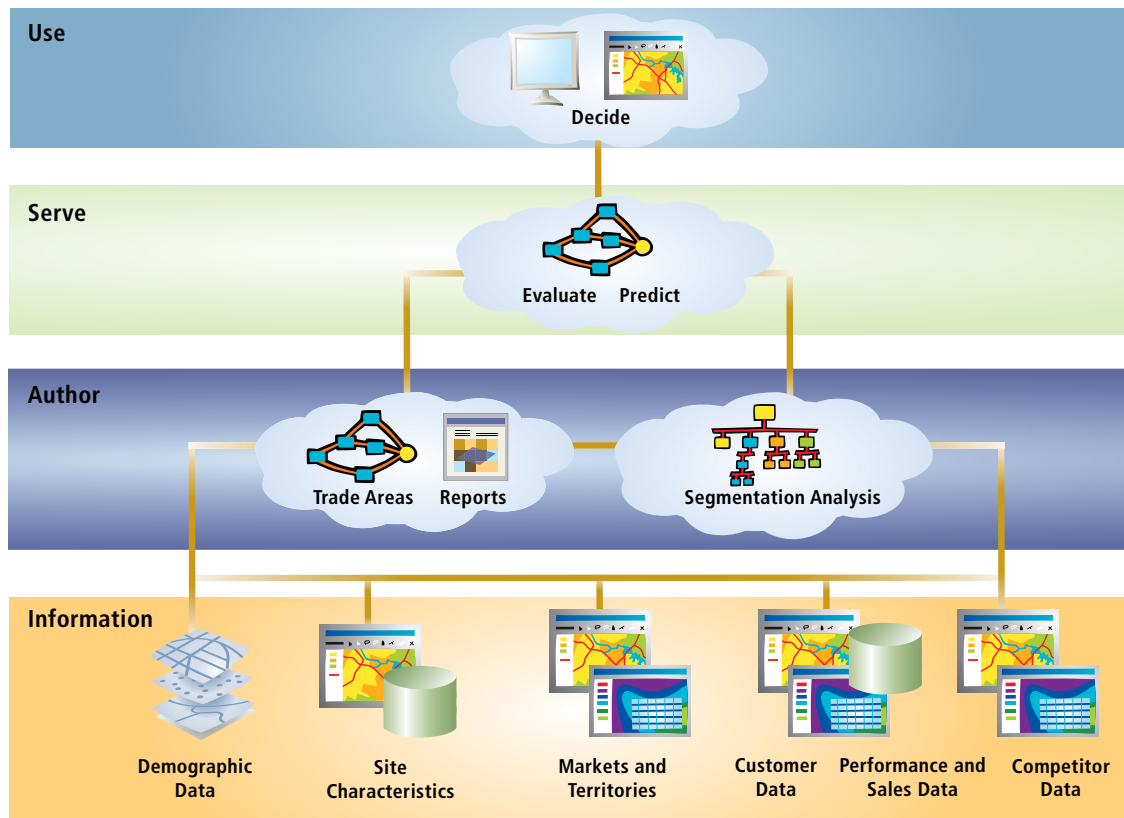 Use
Decide
Serve
Evaluate Predict
Author
Trade Areas Reports
Segmentation Analysis
Information
Demographic
Data
Site
Characteristics
Markets and
Territories
Customer
Data
Performance and
Sales Data
Competitor
Data